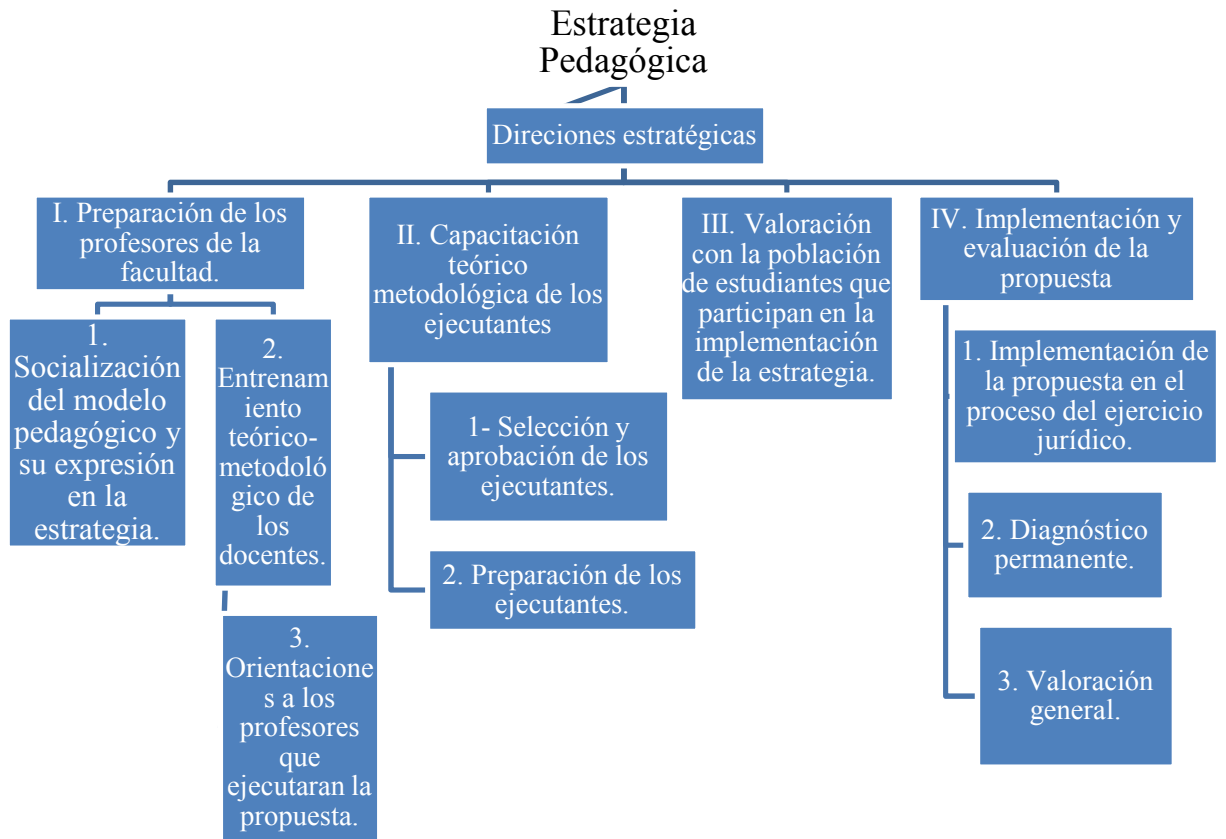 Estrategia
Pedagógica
Direciones estratégicas
I. Preparación de los
profesores de la
facultad.
1.
Socialización
del modelo
pedagógico y
su expresión
en la
estrategia.
2.
Entrenam
iento
teórico-
metodoló
gico de
los
docentes.
3.
Orientacione
s a los
profesores
que
ejecutaran la
propuesta.
II. Capacitación
teórico
metodológica de los
ejecutantes
1- Selección y
aprobación de los
ejecutantes.
2. Preparación de los
ejecutantes.
III. Valoración
con la población
de estudiantes que
participan en la
implementación
de la estrategia.
IV. Implementación y
evaluación de la
propuesta
1. Implementación de
la propuesta en el
proceso del ejercicio
jurídico.
2. Diagnóstico
permanente.
3. Valoración
general.